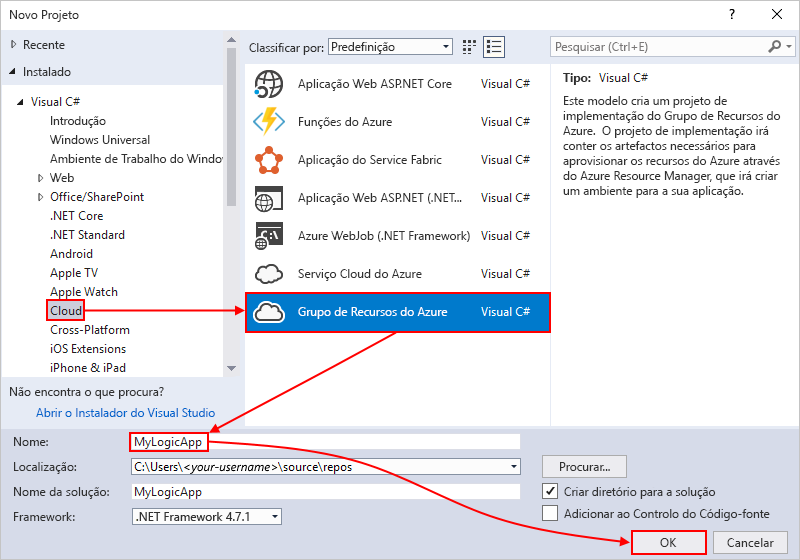 Novo Projeto
?
Recente
Instalado
Visual C#
Introdução
Windows Universal
Ambiente de Trabalho do Windo
Web
Office/SharePoint
.NET Core
.NET Standard
Android
Apple TV
Apple Watch
Cloud
Cross-Platform
iOS Extensions
iPhone & iPad
Não encontra o que procura?
Abrir o Instalador do Visual Studio
Classificar por: Predefinição
Aplicação Web ASP.NET Core Visual C#
Funções do Azure Visual C#
Aplicação do Service Fabric Visual C#
Aplicação Web ASP.NET (.NET... Visual C#
Azure WebJob (.NET Framework) Visual C#
Serviço Cloud do Azure Visual C#
Grupo de Recursos do Azure Visual C#
Pesquisar (Ctrl+E)
Tipo: Visual C#
Este modelo cria um projeto de
implementação do Grupo de Recursos do
Azure. O projeto de implementação irá
conter os artefactos necessários para
aprovisionar os recursos do Azure através
do Azure Resource Manager, que irá criar
um ambiente para a sua aplicação.
Nome: MyLogicApp
Localização: C:\Users\<your-username>\source\repos
Procurar...
Nome da solução: MyLogicApp
Criar diretório para a solução
Framework: .NET Framework 4.7.1
Adicionar ao Controlo do Código-fonte
OK
Cancelar